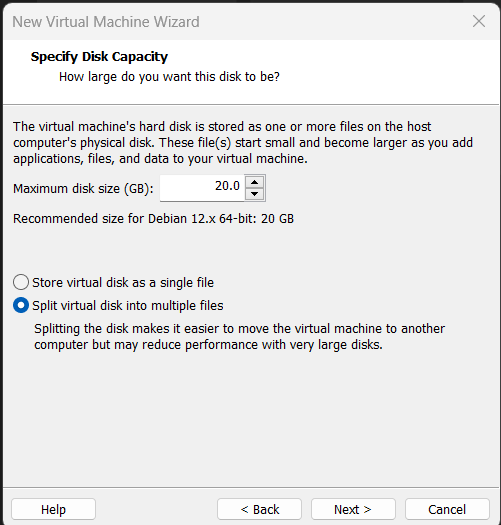 New Virtual Machine Wizard
Specify Disk Capacity
How large do you want this disk to be?
The virtual machine's hard disk is stored as one or more files on the host
computer's physical disk. These file(s) start small and become larger as you add
applications, files, and data to your virtual machine.
Maximum disk size (GB): 20.0
Recommended size for Debian 12.x 64-bit: 20 GB
Store virtual disk as a single file
Split virtual disk into multiple files
Splitting the disk makes it easier to move the virtual machine to another
computer but may reduce performance with very large disks.
Help < Back Next > Cancel